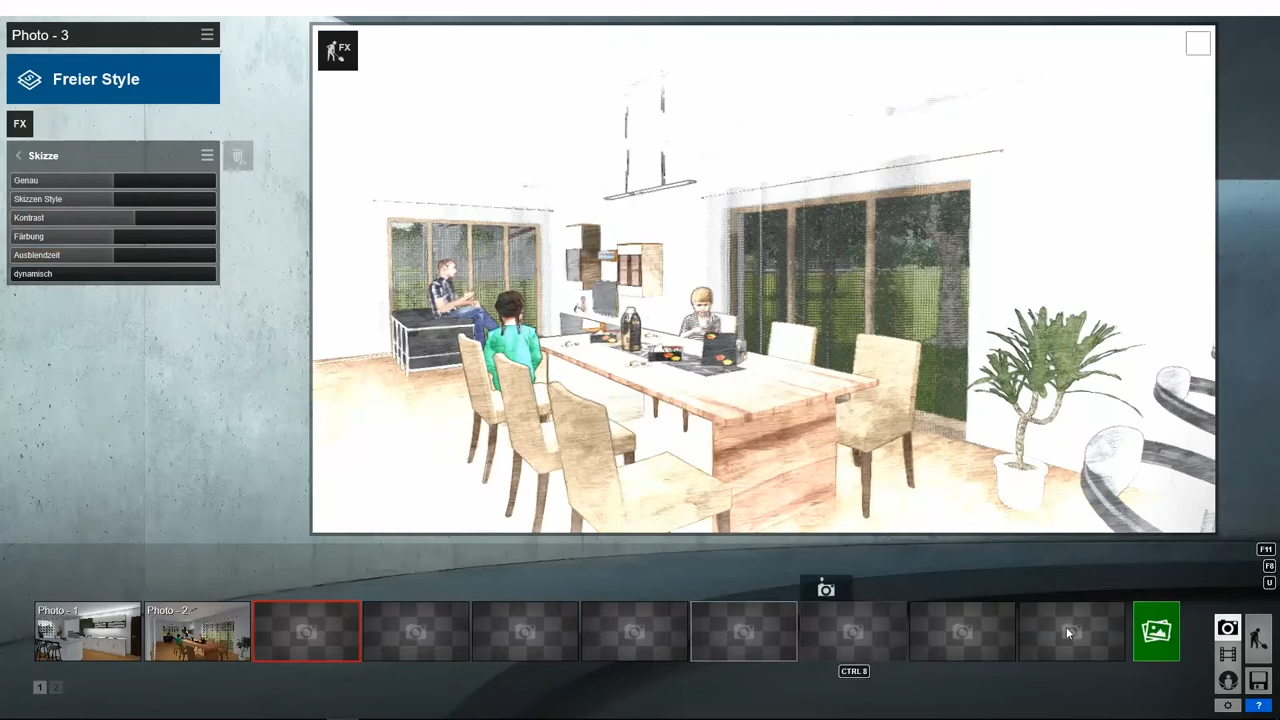 Photo - 3
Freier Style
FX
FX
Skizze
Genau
Skizzen Style
Kontrast
Färbung
Ausblendzeit
dynamisch
F11
F8
U
Photo - 1
Photo - 2
CTRL 8
1
2
?